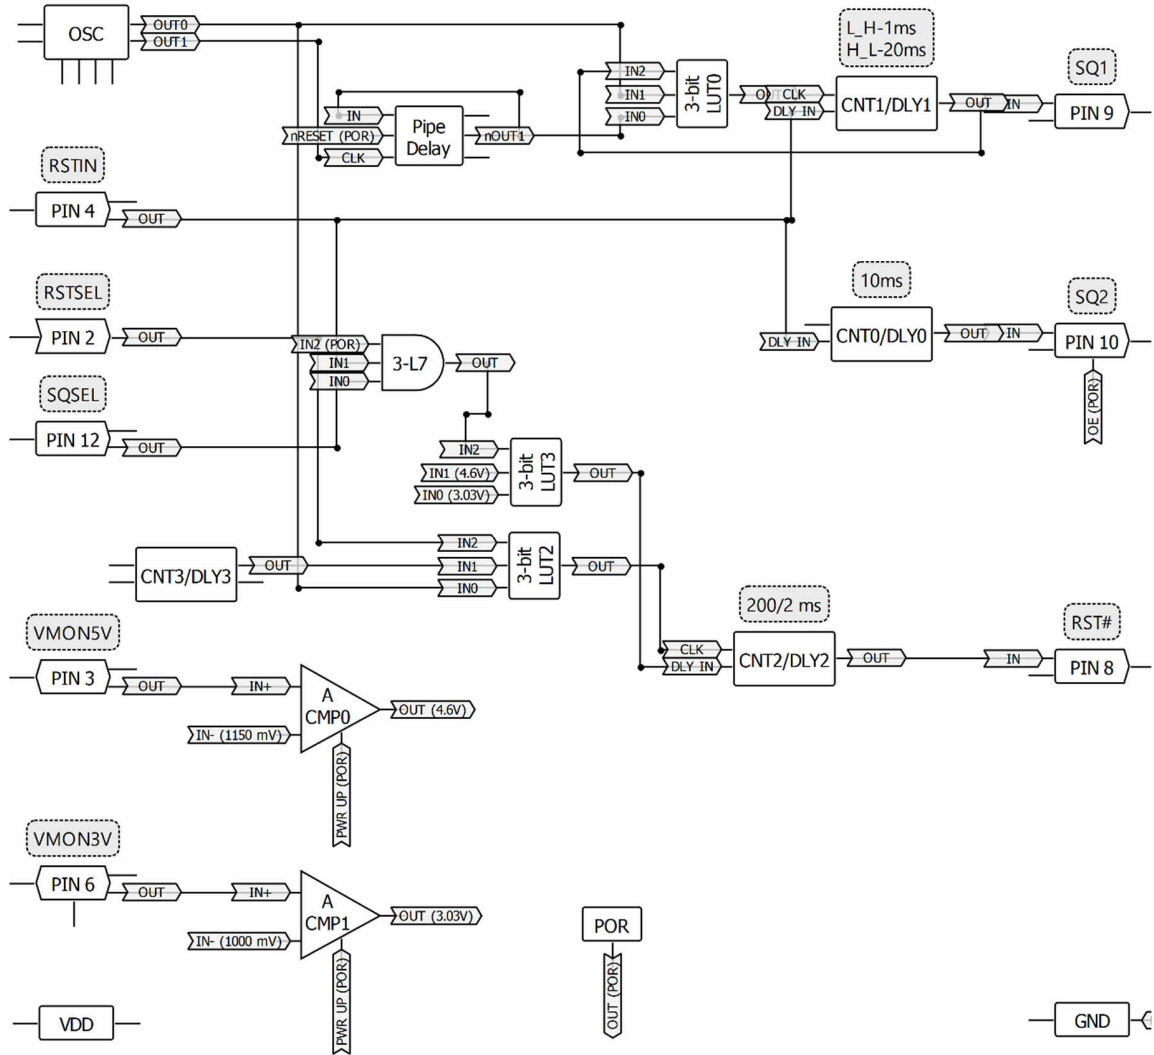 OSC
OUT0
OUT1
L_H-1ms
H_L-20ms
SQ1
IN2
IN1
IN0
3-bit
LUT0
OUT
CLK
DLY IN
CNT1/DLY1
OUT
IN
PIN 9
IN
nRESET (POR)
CLK
Pipe
Delay
nOUT1
RSTIN
PIN 4
OUT
RSTSEL
PIN 2
OUT
IN2 (POR)
IN1
IN0
3-L7
OUT
10ms
SQ2
DLY IN
CNT0/DLY0
OUT
IN
PIN 10
OE (POR)
SQSEL
PIN 12
OUT
IN2
IN1 (4.6V)
IN0 (3.03V)
3-bit
LUT3
OUT
CNT3/DLY3
OUT
IN2
IN1
IN0
3-bit
LUT2
OUT
200/2 ms
RST#
CLK
DLY IN
CNT2/DLY2
OUT
IN
PIN 8
VMON5V
PIN 3
OUT
IN+
IN- (1150 mV)
A
CMP0
OUT (4.6V)
PWR UP (POR)
VMON3V
PIN 6
OUT
IN+
IN- (1000 mV)
A
CMP1
OUT (3.03V)
PWR UP (POR)
POR
OUT (POR)
VDD
GND